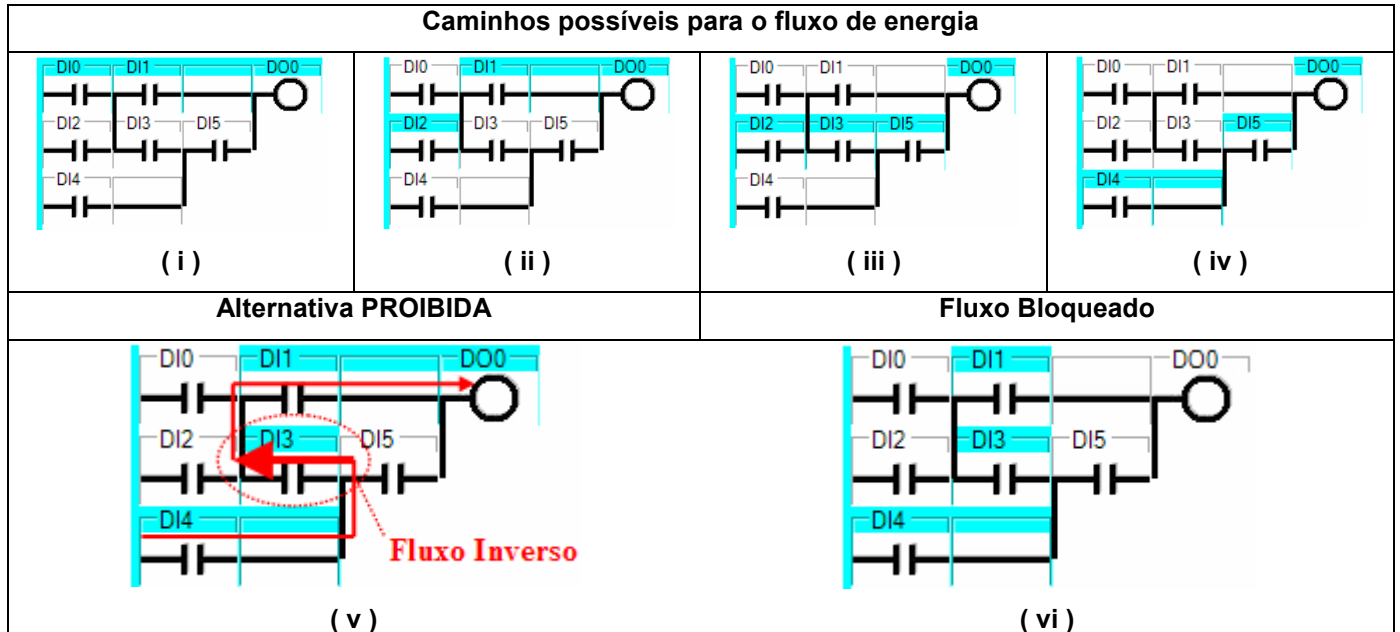 Caminhos possíveis para o fluxo de energia
DI0 DI1 DO0
DI2 DI3 DI5
DI4
( i )
DI0 DI1 DO0
DI2 DI3 DI5
DI4
( ii )
DI0 DI1 DO0
DI2 DI3 DI5
DI4
( iii )
DI0 DI1 DO0
DI2 DI3 DI5
DI4
( iv )
Alternativa PROIBIDA
Fluxo Bloqueado
DI0 DI1 DO0
DI2 DI3 DI5
DI4
Fluxo Inverso
( v )
DI0 DI1 DO0
DI2 DI3 DI5
DI4
( vi )